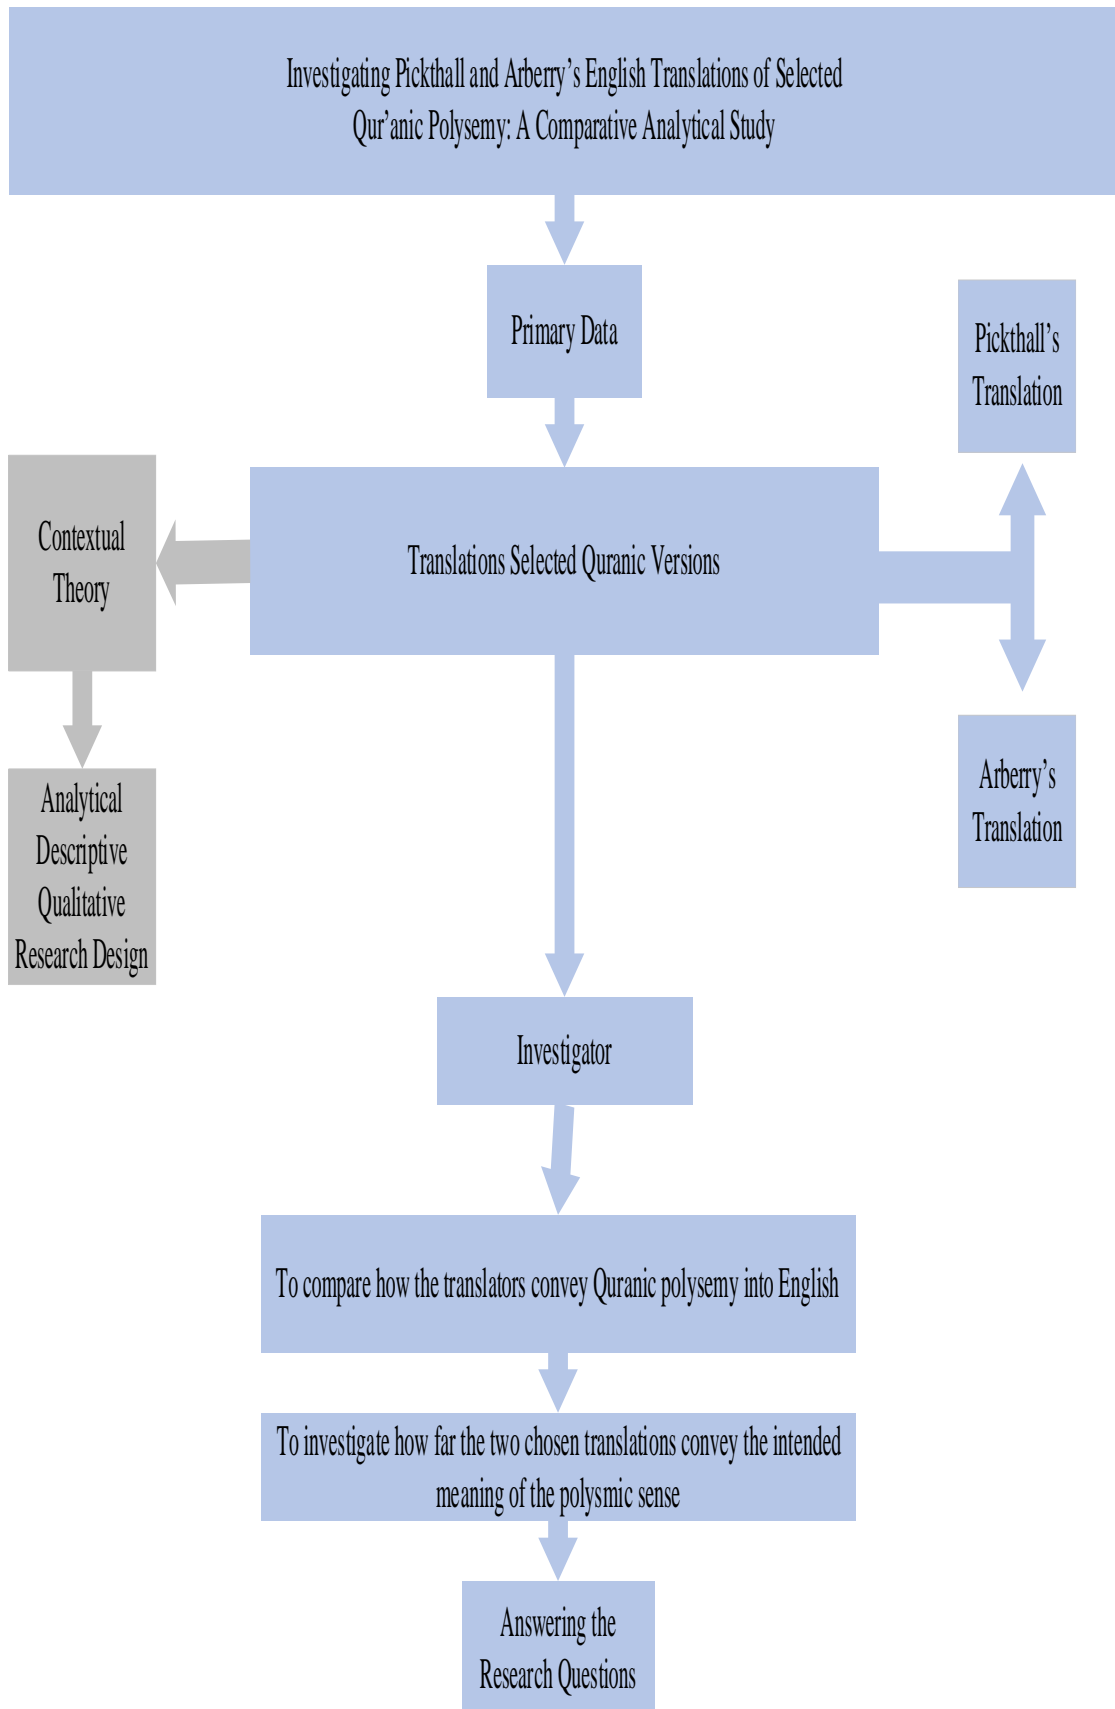 Investigating Pickthall and Arberry’s English Translations of Selected
Qur’anic Polysemy: A Comparative Analytical Study
Primary Data
Pickthall’s
Translation
Contextual
Theory
Translations Selected Quranic Versions
Arberry’s
Translation
Analytical
Descriptive
Qualitative
Research Design
Investigator
To compare how the translators convey Quranic polysemy into English
To investigate how far the two chosen translations convey the intended
meaning of the polysmic sense
Answering the
Research Questions